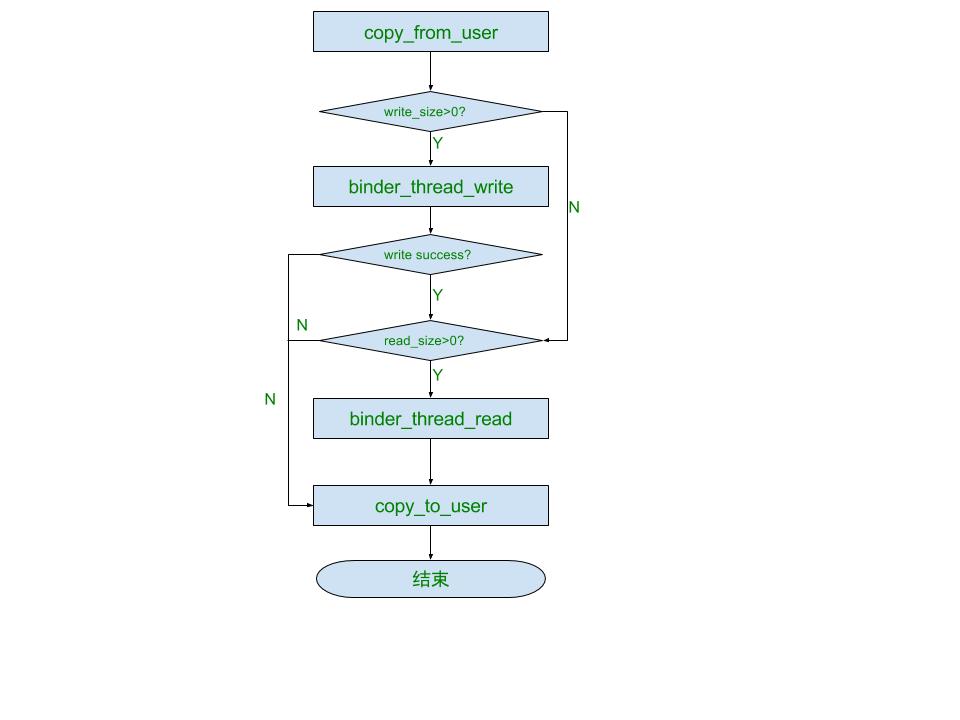 copy_from_user
write_size>0?
Y
binder_thread_write
N
write success?
Y
N
read_size>0?
Y
N
binder_thread_read
copy_to_user
结束